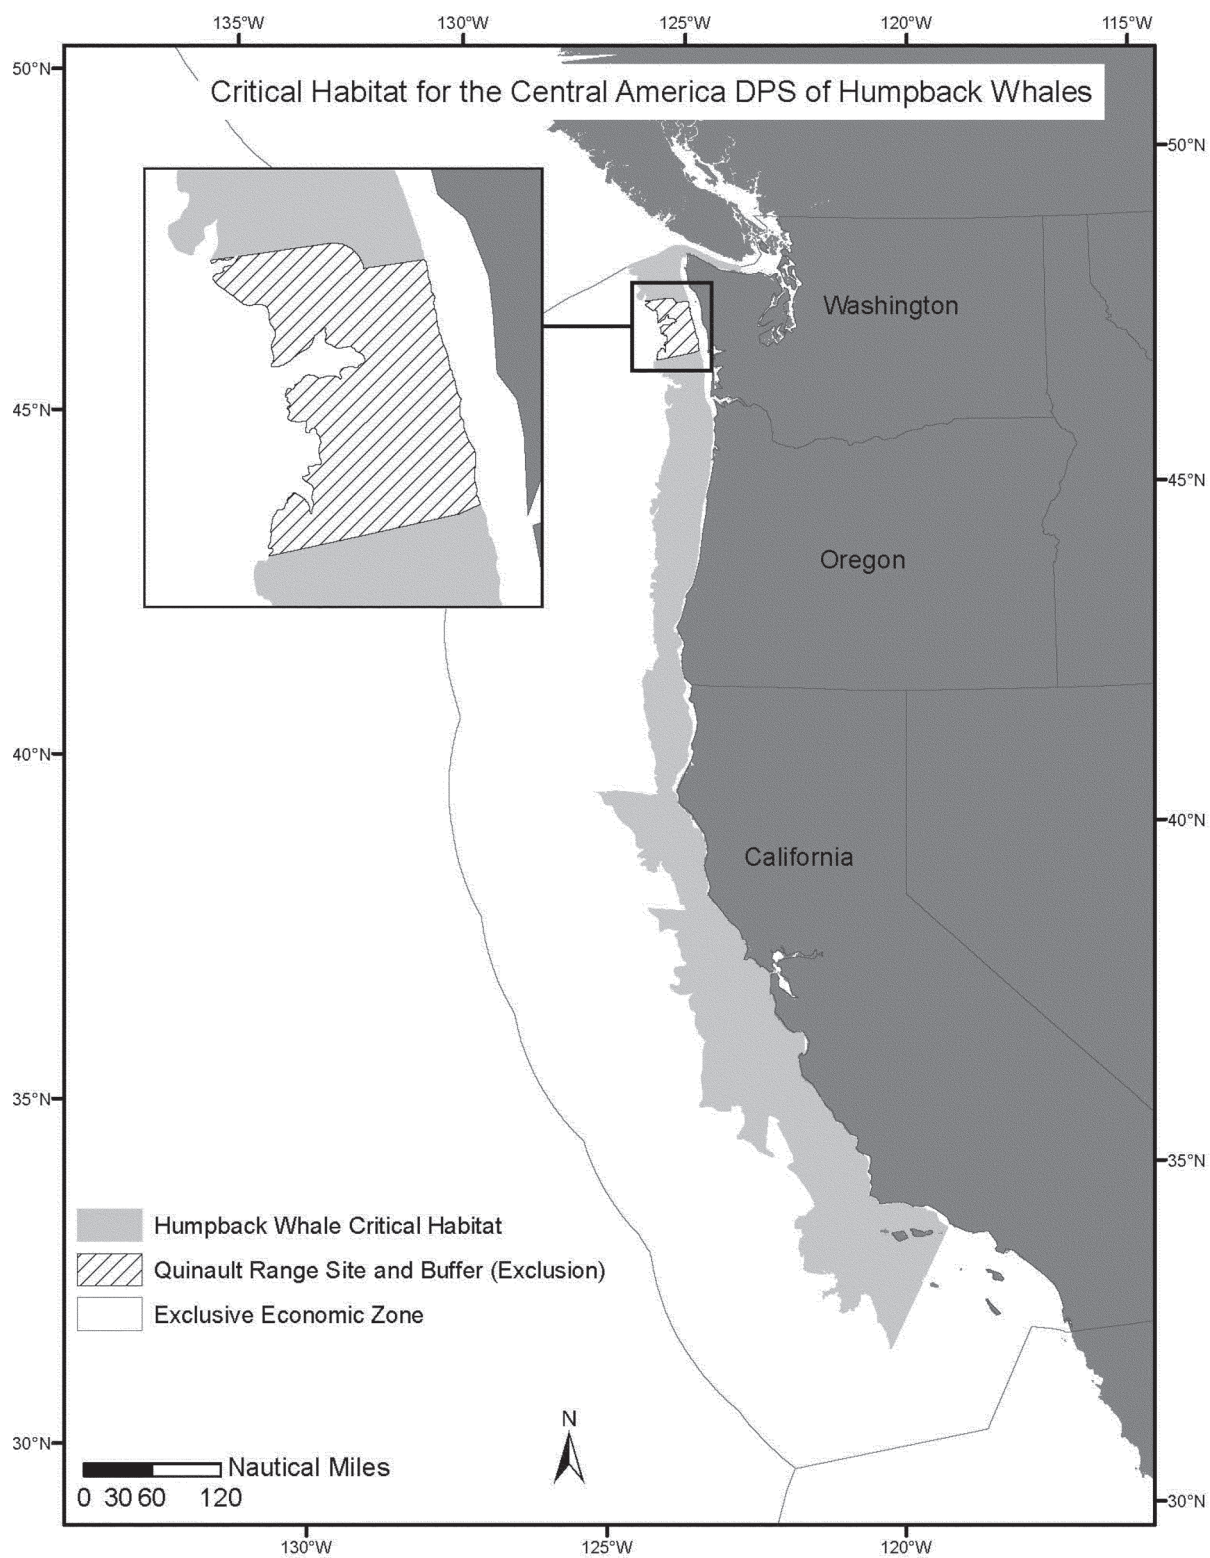 135°W 130°W 125°W 120°W 115°W
50°N
Critical Habitat for the Central America DPS of Humpback Whales
50°N
Washington
45°N
45°N
Oregon
40°N
40°N
California
35°N
35°N
Humpback Whale Critical Habitat
Quinault Range Site and Buffer (Exclusion)
Exclusive Economic Zone
N
30°N
Nautical Miles
0 30 60 120
30°N
130°W 125°W 120°W